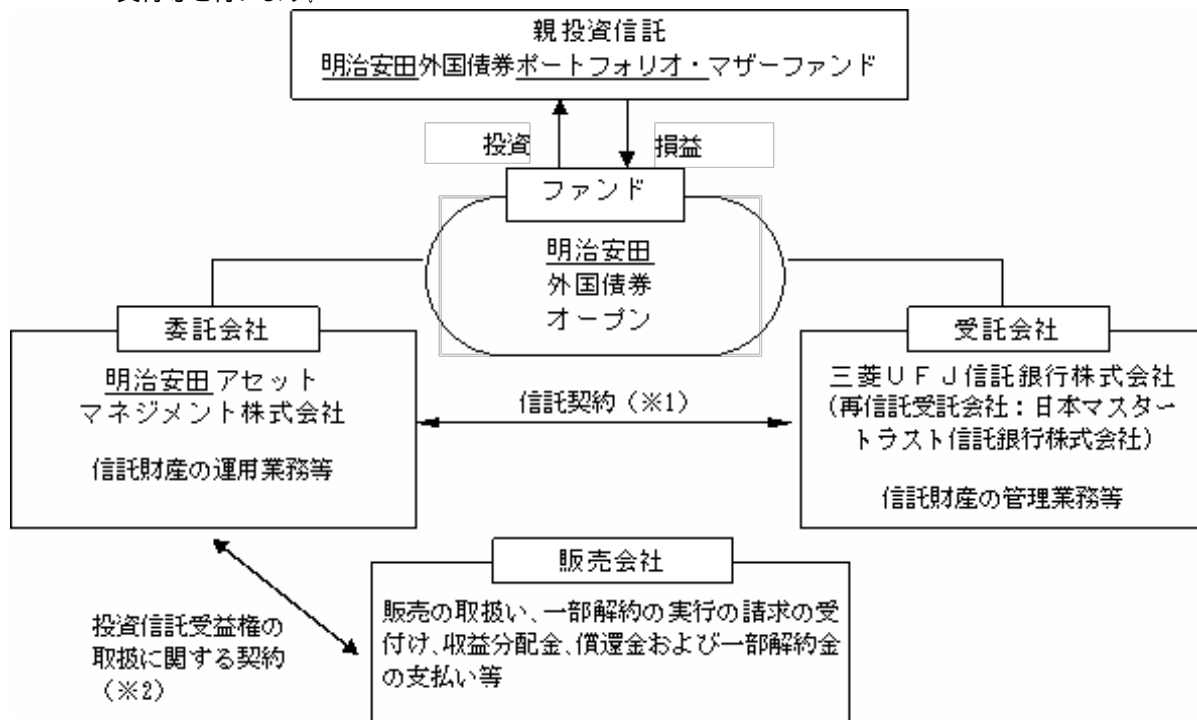 親投資信託
明治安田外国債券ポートフォリオ・マザーファンド
投資
損益
ファンド
明治安田
外国債券
オープン
委託会社
明治安田アセット
マネジメント株式会社
信託財産の運用業務等
信託契約（※1）
受託会社
三菱ＵＦＪ信託銀行株式会社
(再信託受託会社：日本マスター
トラスト信託銀行株式会社)
信託財産の管理業務等
投資信託受益権の
取扱に関する契約
（※2）
販売会社
販売の取扱い、一部解約の実行の請求の受
付け、収益分配金、償還金および一部解約金
の支払い等